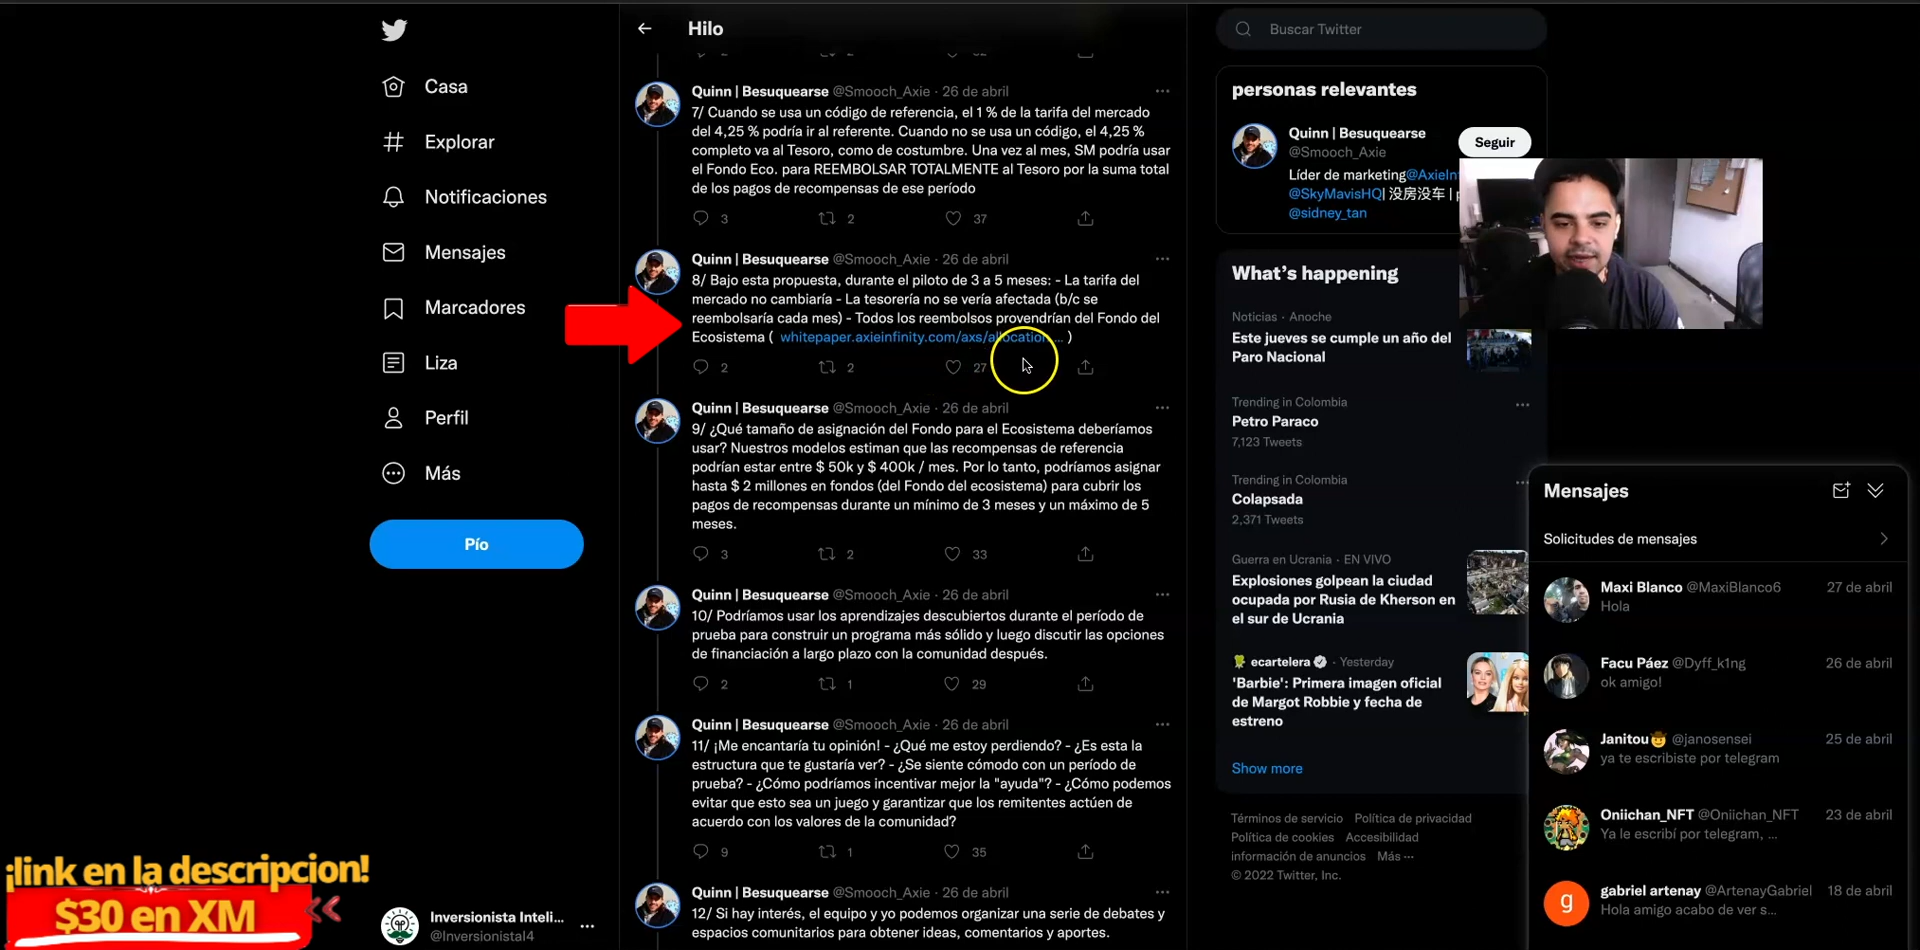 Hilo
Casa
Explorar
Notificaciones
Mensajes
Marcadores
Liza
Perfil
Más
Pío
¡link en la descripcion!
$30 en XM
Inversionista Inteli...
@Inversionistal4
Quinn | Besuquearse @Smooch_Axie · 26 de abril
7/ Cuando se usa un código de referencia, el 1 % de la tarifa del mercado
del 4,25 % podría ir al referente. Cuando no se usa un código, el 4,25 %
completo va al Tesoro, como de costumbre. Una vez al mes, SM podría usar
el Fondo Eco. para REEMBOLSAR TOTALMENTE al Tesoro por la suma total
de los pagos de recompensas de ese período
3 2 37
Quinn | Besuquearse @Smooch_Axie · 26 de abril
8/ Bajo esta propuesta, durante el piloto de 3 a 5 meses: - La tarifa del
mercado no cambiaría - La tesorería no se vería afectada (b/c se
reembolsaría cada mes) - Todos los reembolsos provendrían del Fondo del
Ecosistema ( whitepaper.axieinfinity.com/axs/allocation... )
2 2 27
Quinn | Besuquearse @Smooch_Axie · 26 de abril
9/ ¿Qué tamaño de asignación del Fondo para el Ecosistema deberíamos
usar? Nuestros modelos estiman que las recompensas de referencia
podrían estar entre $ 50k y $ 400k / mes. Por lo tanto, podríamos asignar
hasta $ 2 millones en fondos (del Fondo del ecosistema) para cubrir los
pagos de recompensas durante un mínimo de 3 meses y un máximo de 5
meses.
3 2 33
Quinn | Besuquearse @Smooch_Axie · 26 de abril
10/ Podríamos usar los aprendizajes descubiertos durante el período de
prueba para construir un programa más sólido y luego discutir las opciones
de financiación a largo plazo con la comunidad después.
2 1 29
Quinn | Besuquearse @Smooch_Axie · 26 de abril
11/ ¡Me encantaría tu opinión! - ¿Qué me estoy perdiendo? - ¿Es esta la
estructura que te gustaría ver? - ¿Se siente cómodo con un período de
prueba? - ¿Cómo podríamos incentivar mejor la "ayuda"? - ¿Cómo podemos
evitar que esto sea un juego y garantizar que los remitentes actúen de
acuerdo con los valores de la comunidad?
9 1 35
Quinn | Besuquearse @Smooch_Axie · 26 de abril
12/ Si hay interés, el equipo y yo podemos organizar una serie de debates y
espacios comunitarios para obtener ideas, comentarios y aportes.
Buscar Twitter
personas relevantes
Quinn | Besuquearse
@Smooch_Axie
Seguir
Líder de marketing@AxieIn
@SkyMavisHQ| 没房没车 |
@sidney_tan
What's happening
Noticias · Anoche
Este jueves se cumple un año del
Paro Nacional
Trending in Colombia
Petro Paraco
7,123 Tweets
Trending in Colombia
Colapsada
2,371 Tweets
Guerra en Ucrania · EN VIVO
Explosiones golpean la ciudad
ocupada por Rusia de Kherson en
el sur de Ucrania
ecartelera · Yesterday
'Barbie': Primera imagen oficial
de Margot Robbie y fecha de
estreno
Show more
Términos de servicio Política de privacidad
Política de cookies Accesibilidad
información de anuncios Más ···
© 2022 Twitter, Inc.
Mensajes
Solicitudes de mensajes
Maxi Blanco @MaxiBlanco6 27 de abril
Hola
Facu Páez @Dyff_k1ng 26 de abril
ok amigo!
Janitou @janosensei 25 de abril
ya te escribiste por telegram
Oniichan_NFT @Oniichan_NFT 23 de abril
Ya le escribí por telegram, ...
g
gabriel artenay @ArtenayGabriel 18 de abril
Hola amigo acabo de ver s...